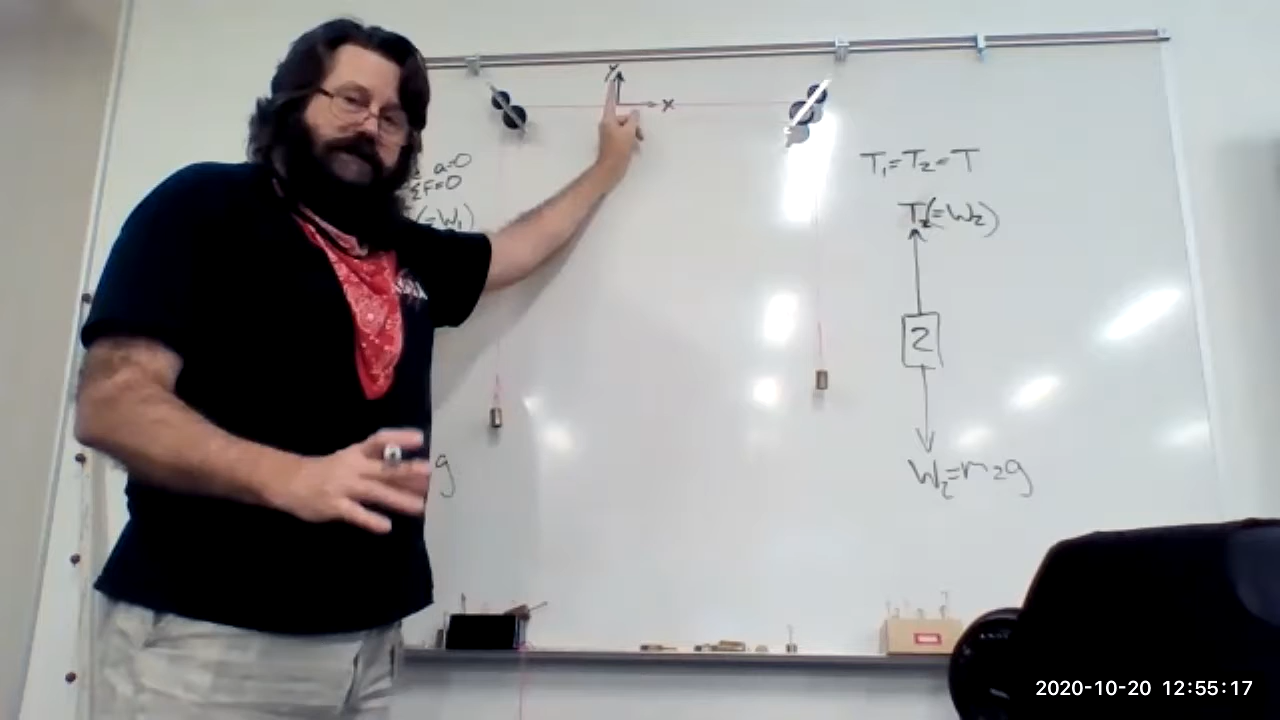 Y
X
a=0
ΣF=0
(=W₁)
g
T₁=T₂=T
T₂(=W₂)
2
W₂=m₂g
2020-10-20 12:55:17